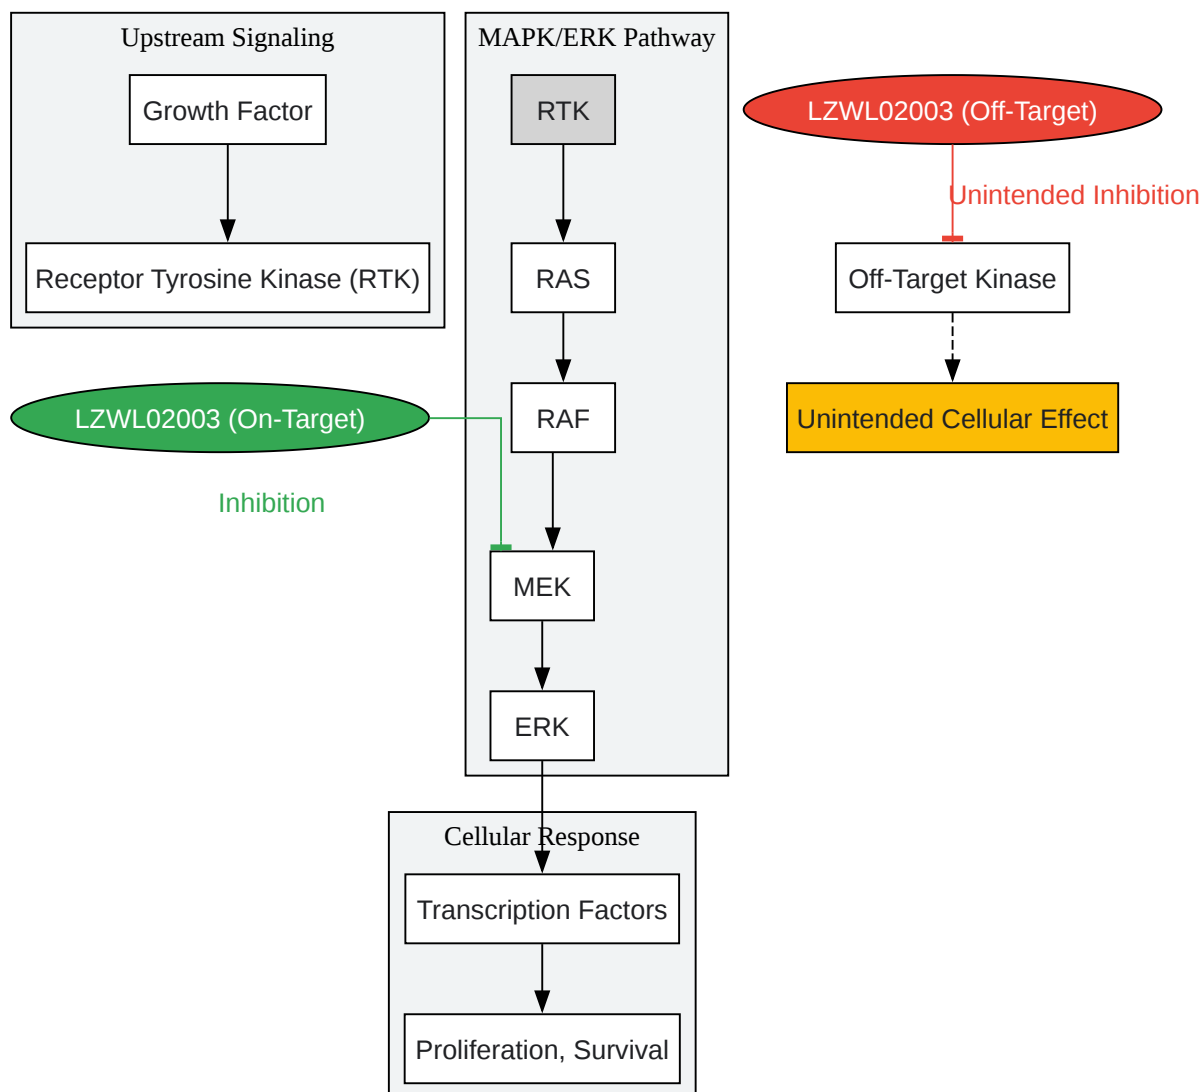 Upstream Signaling
Growth Factor
Receptor Tyrosine Kinase (RTK)
MAPK/ERK Pathway
RTK
RAS
RAF
MEK
ERK
LZWL02003 (On-Target)
Inhibition
LZWL02003 (Off-Target)
Unintended Inhibition
Off-Target Kinase
Unintended Cellular Effect
Cellular Response
Transcription Factors
Proliferation, Survival